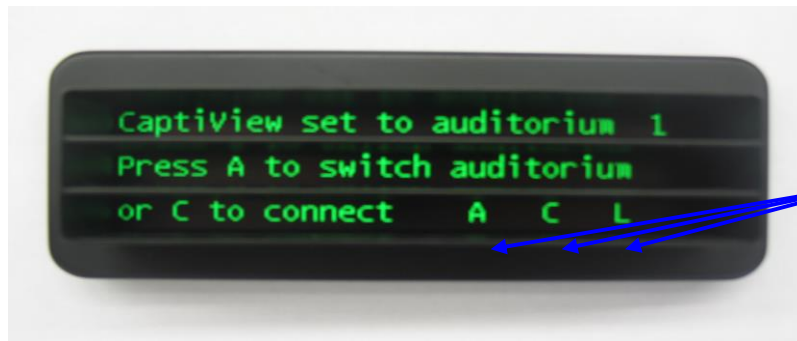 CaptiView set to auditorium 1
Press A to switch auditorium
or C to connect A C L